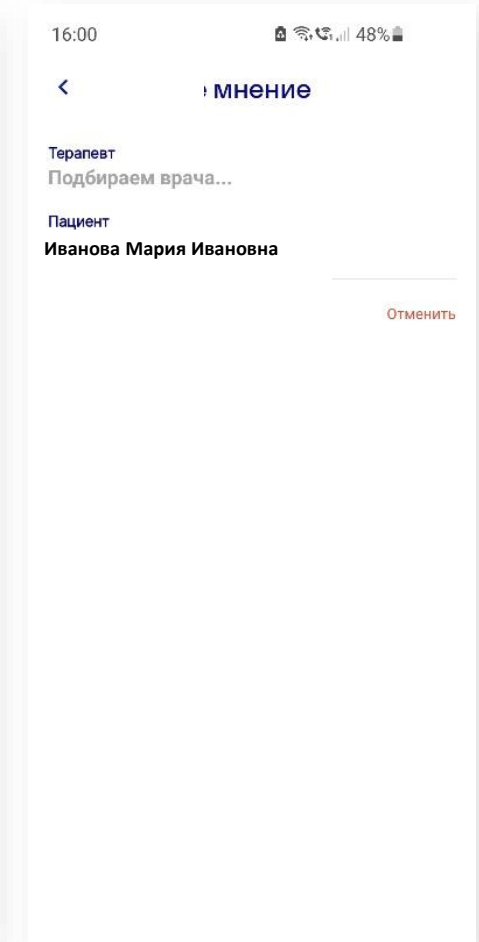 16:00 48%
мнение
Терапевт
Подбираем врача...
Пациент
Иванова Мария Ивановна
Отменить